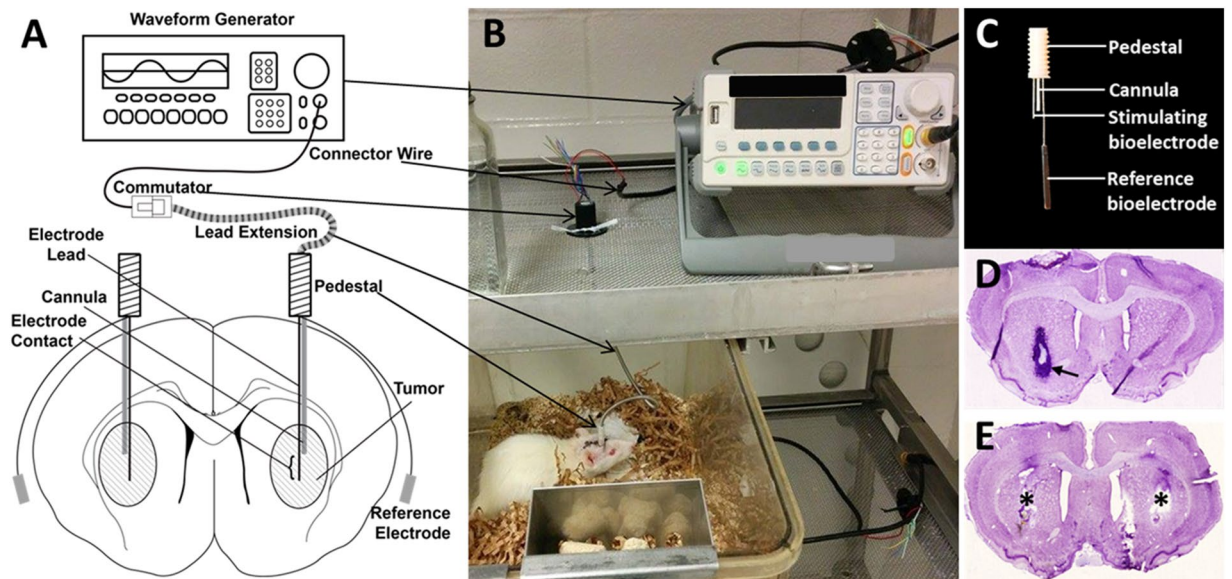 A
Waveform Generator
Connector Wire
Commutator
Lead Extension
Electrode
Lead
Pedestal
Cannula
Electrode
Contact
Tumor
Reference
Electrode
B
C
Pedestal
Cannula
Stimulating
bioelectrode
Reference
bioelectrode
D
E
*
*